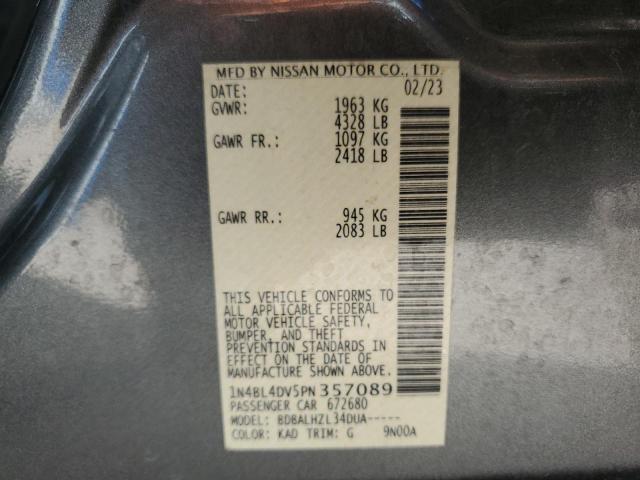 MFD BY NISSAN MOTOR CO., LTD.
DATE: 02/23
GVWR: 1963 KG
4328 LB
GAWR FR.: 1097 KG
2418 LB
GAWR RR.: 945 KG
2083 LB
THIS VEHICLE CONFORMS TO
ALL APPLICABLE FEDERAL
MOTOR VEHICLE SAFETY,
BUMPER, AND THEFT
PREVENTION STANDARDS IN
EFFECT ON THE DATE OF
MANUFACTURE SHOWN ABOVE.
1N4BL4DV5PN357089
PASSENGER CAR 672680
MODEL: BDBALHZL34DUA-----
COLOR: KAD TRIM: G 9N00A